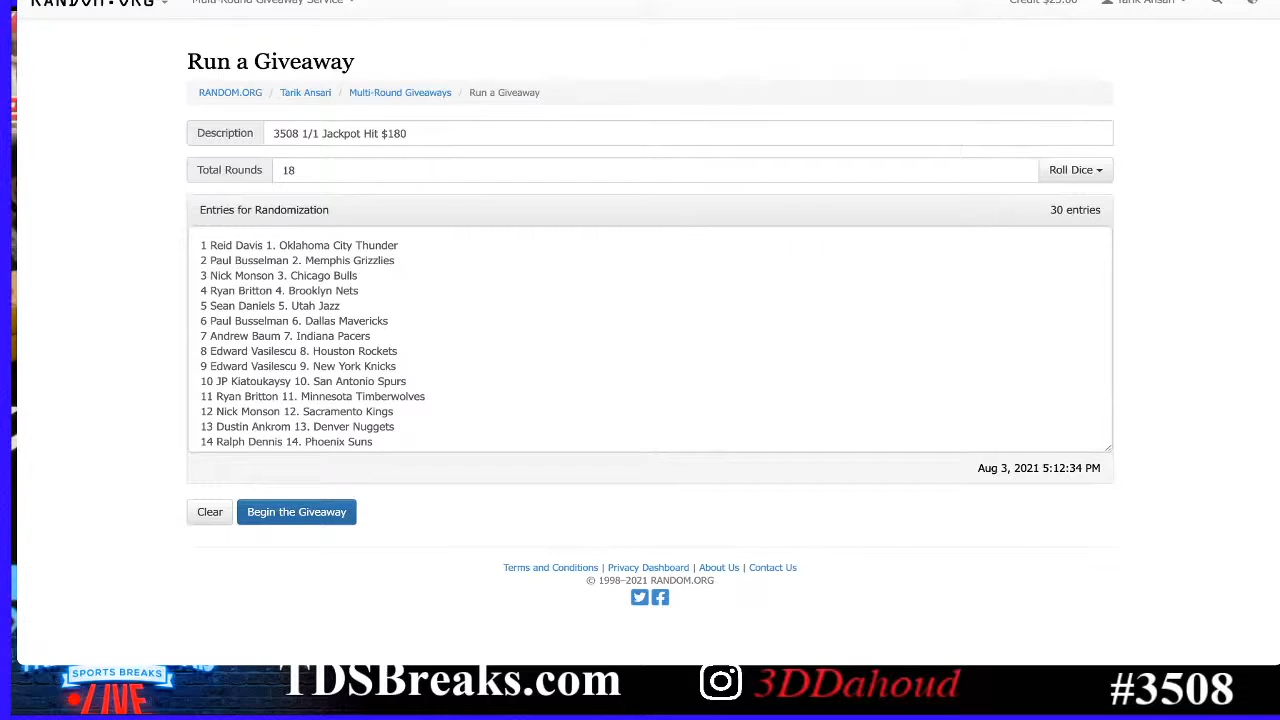 RANDOM.ORG Multi-Round Giveaway Service Credit $25.00 Tarik Ansari
Run a Giveaway
RANDOM.ORG / Tarik Ansari / Multi-Round Giveaways / Run a Giveaway
Description 3508 1/1 Jackpot Hit $180
Total Rounds 18 Roll Dice
Entries for Randomization 30 entries
1 Reid Davis 1. Oklahoma City Thunder
2 Paul Busselman 2. Memphis Grizzlies
3 Nick Monson 3. Chicago Bulls
4 Ryan Britton 4. Brooklyn Nets
5 Sean Daniels 5. Utah Jazz
6 Paul Busselman 6. Dallas Mavericks
7 Andrew Baum 7. Indiana Pacers
8 Edward Vasilescu 8. Houston Rockets
9 Edward Vasilescu 9. New York Knicks
10 JP Kiatoukaysy 10. San Antonio Spurs
11 Ryan Britton 11. Minnesota Timberwolves
12 Nick Monson 12. Sacramento Kings
13 Dustin Ankrom 13. Denver Nuggets
14 Ralph Dennis 14. Phoenix Suns
Aug 3, 2021 5:12:34 PM
Clear Begin the Giveaway
Terms and Conditions | Privacy Dashboard | About Us | Contact Us
© 1998–2021 RANDOM.ORG
SPORTS BREAKS
LIVE
TDSBreaks.com 3DDahoud #3508